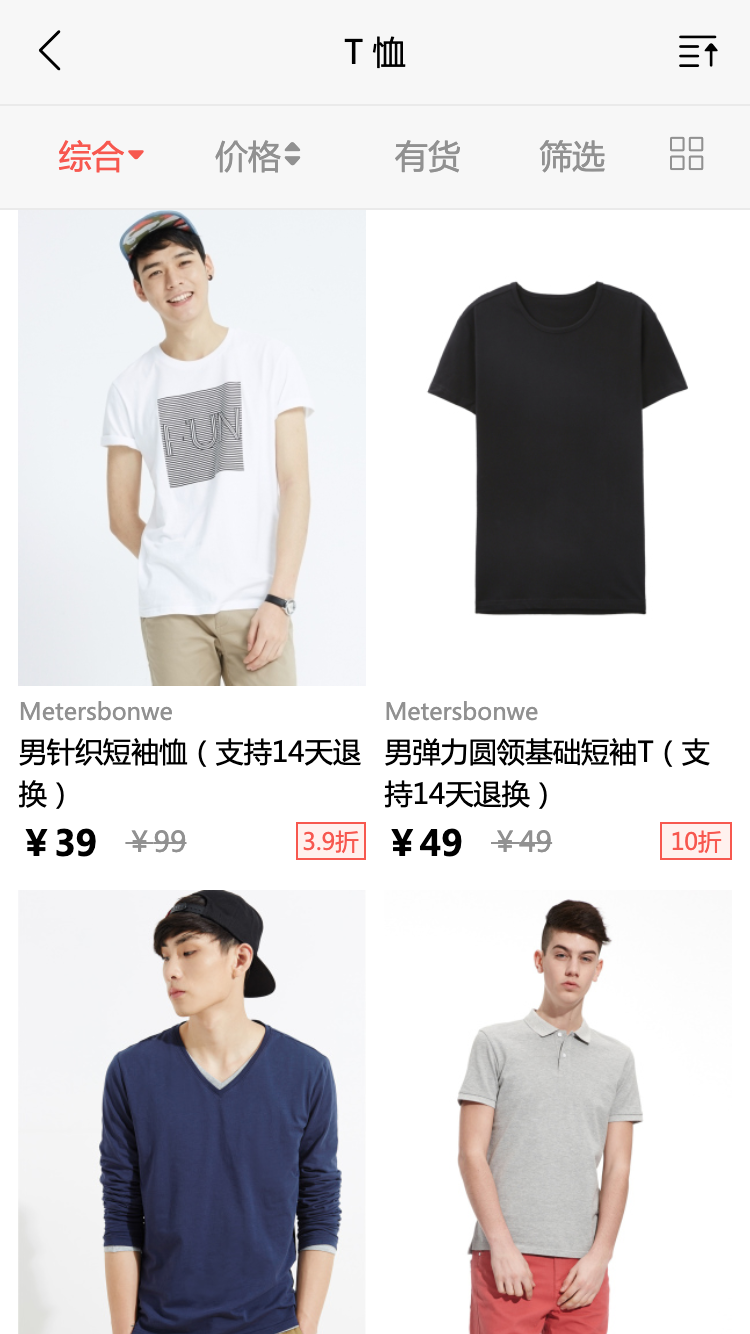 T 恤
综合 价格 有货 筛选
HUN
Metersbonwe
男针织短袖恤（支持14天退
换）
¥39 ¥99 3.9折
Metersbonwe
男弹力圆领基础短袖T（支
持14天退换）
¥49 ¥49 10折